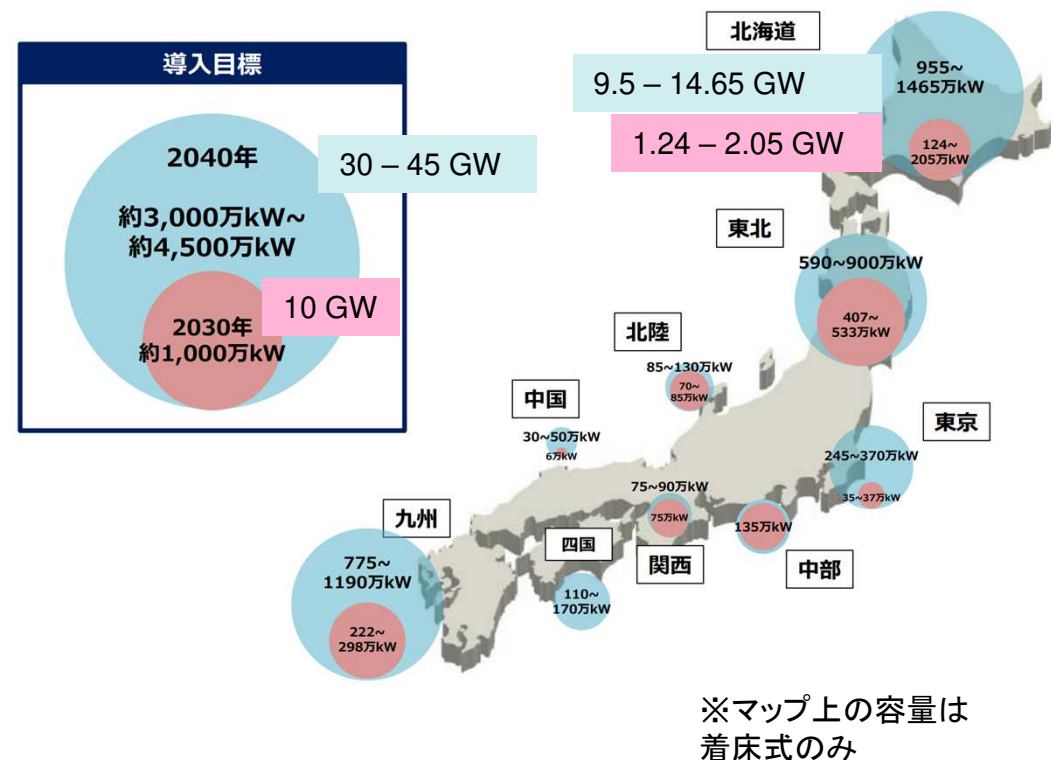 導入目標
2040年
30 – 45 GW
約3,000万kW~
約4,500万kW
10 GW
2030年
約1,000万kW
北海道
955~
1465万kW
9.5 – 14.65 GW
1.24 – 2.05 GW
124~
205万kW
東北
590~900万kW
407~
533万kW
北陸
85~130万kW
70~
85万kW
中国
30~50万kW
6万kW
東京
245~370万kW
35~37万kW
75~90万kW
75万kW
関西
135万kW
中部
九州
775~
1190万kW
222~
298万kW
四国
110~
170万kW
※マップ上の容量は
着床式のみ